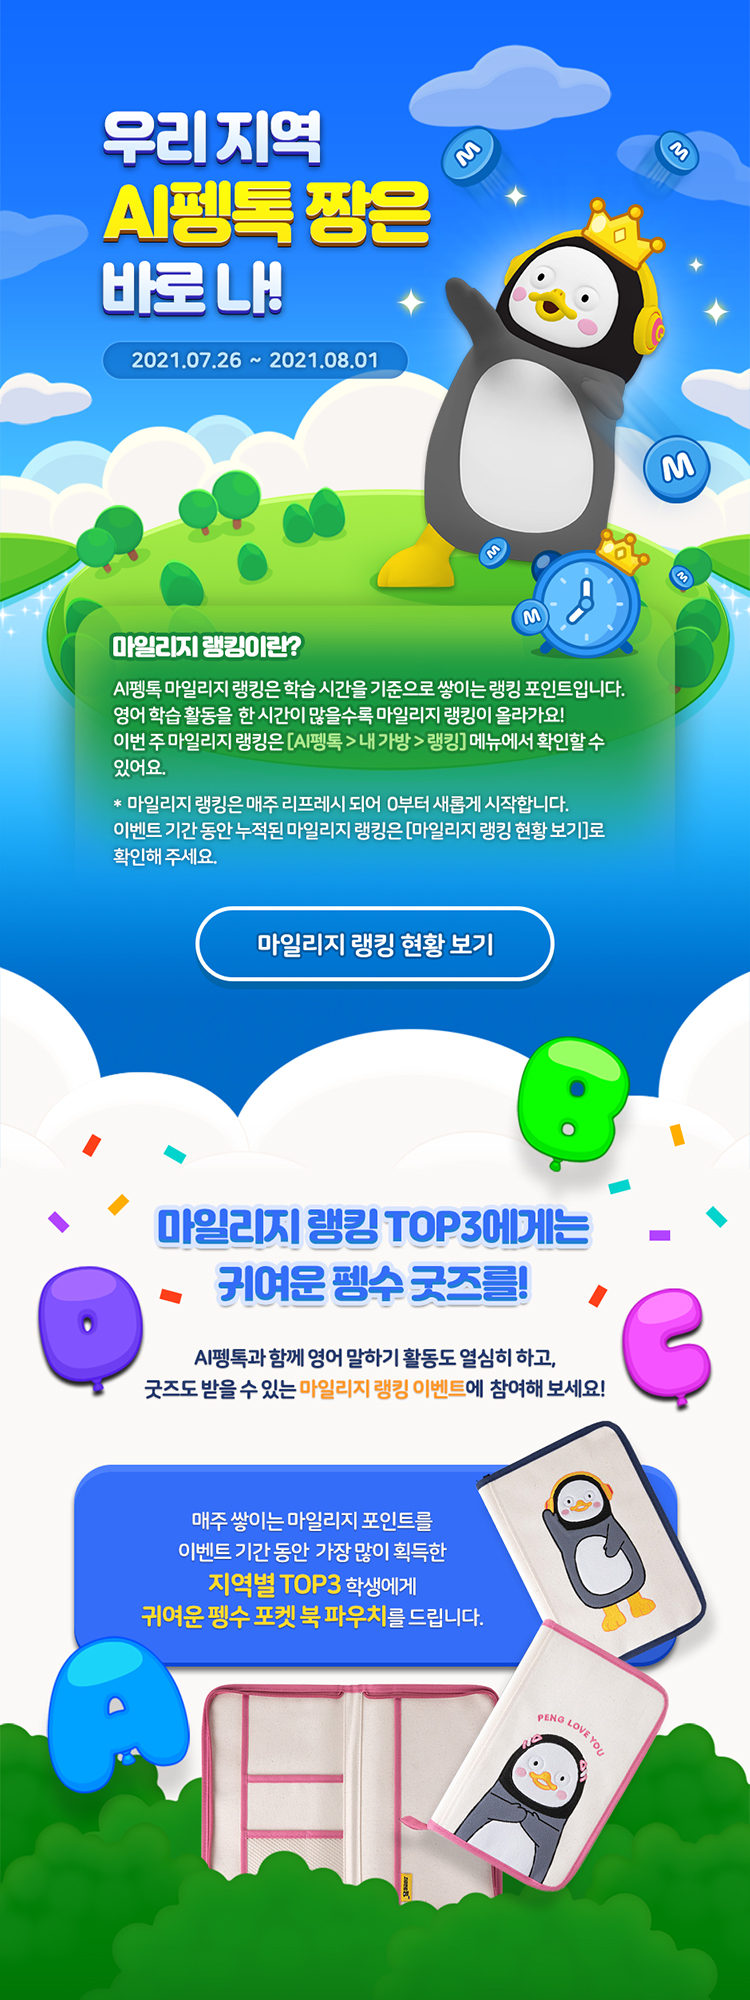 우리 지역
AI펭톡 짱은
바로 나!
2021.07.26 ~ 2021.08.01
M
M
M
M
M
M
마일리지 랭킹이란?
AI펭톡 마일리지 랭킹은 학습 시간을 기준으로 쌓이는 랭킹 포인트입니다.
영어 학습 활동을 한 시간이 많을수록 마일리지 랭킹이 올라가요!
이번 주 마일리지 랭킹은 [AI펭톡 > 내 가방 > 랭킹] 메뉴에서 확인할 수
있어요.
* 마일리지 랭킹은 매주 리프레시 되어 0부터 새롭게 시작합니다.
이벤트 기간 동안 누적된 마일리지 랭킹은 [마일리지 랭킹 현황 보기]로
확인해 주세요.
마일리지 랭킹 현황 보기
B
마일리지 랭킹 TOP3에게는
귀여운 펭수 굿즈를!
D
C
AI펭톡과 함께 영어 말하기 활동도 열심히 하고,
굿즈도 받을 수 있는 마일리지 랭킹 이벤트에 참여해 보세요!
매주 쌓이는 마일리지 포인트를
이벤트 기간 동안 가장 많이 획득한
지역별 TOP3 학생에게
귀여운 펭수 포켓 북 파우치를 드립니다.
A
PENG LOVE YOU